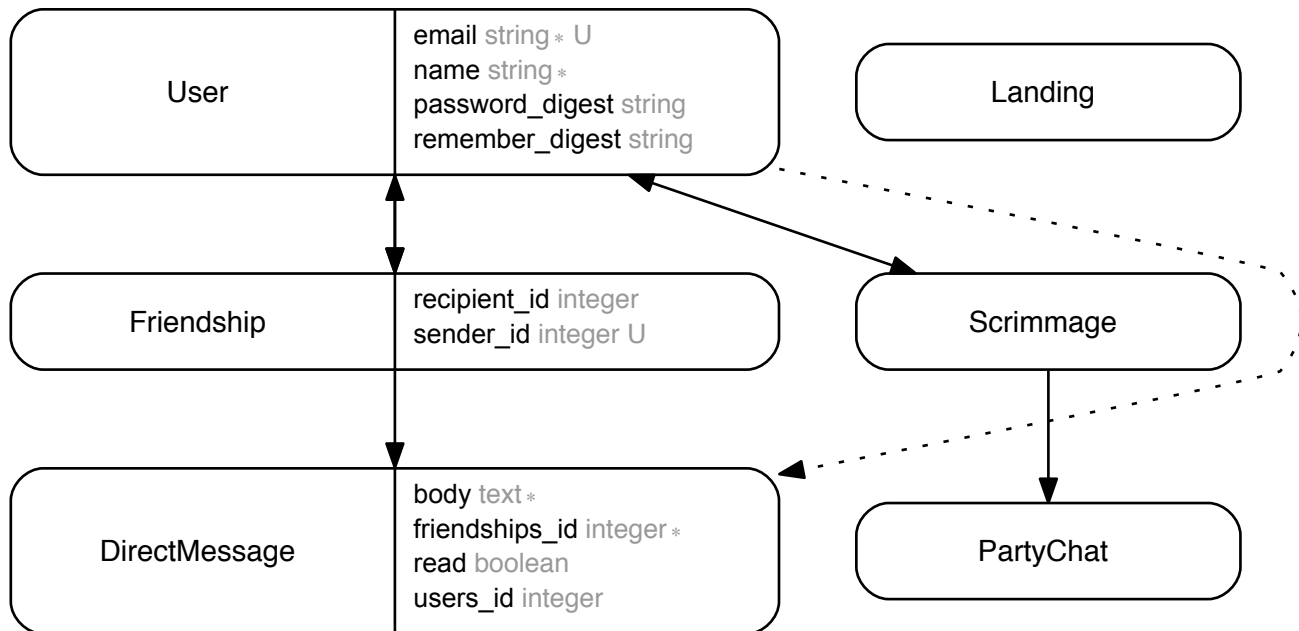 User
email string* U
name string*
password_digest string
remember_digest string
Landing
Friendship
recipient_id integer
sender_id integer U
Scrimmage
DirectMessage
body text*
friendships_id integer*
read boolean
users_id integer
PartyChat